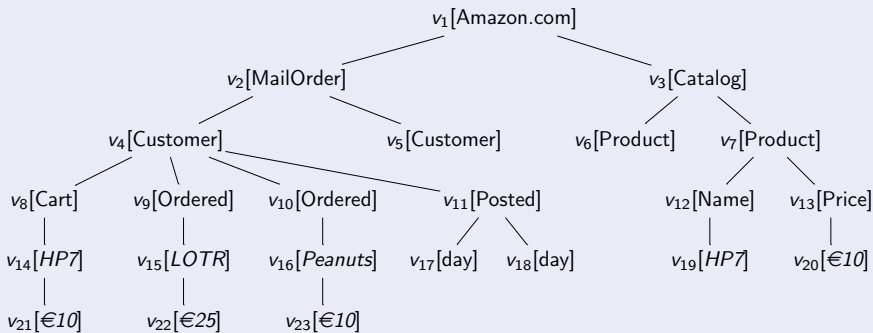 v1[Amazon.com]
v2[MailOrder] v3[Catalog]
v4[Customer] v5[Customer] v6[Product] v7[Product]
v8[Cart] v9[Ordered] v10[Ordered] v11[Posted] v12[Name] v13[Price]
v14[HP7] v15[LOTR] v16[Peanuts] v17[day] v18[day] v19[HP7] v20[€10]
v21[€10] v22[€25] v23[€10]